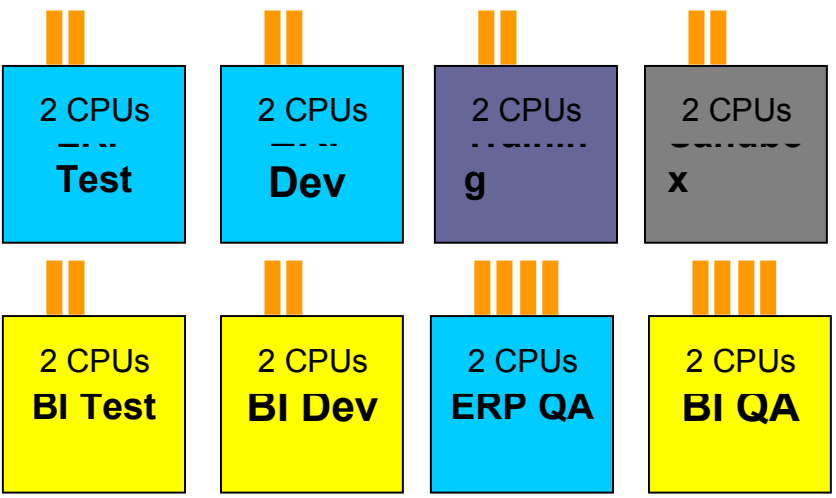 2 CPUs
Test
2 CPUs
Dev
2 CPUs
g
2 CPUs
x
2 CPUs
BI Test
2 CPUs
BI Dev
2 CPUs
ERP QA
2 CPUs
BI QA